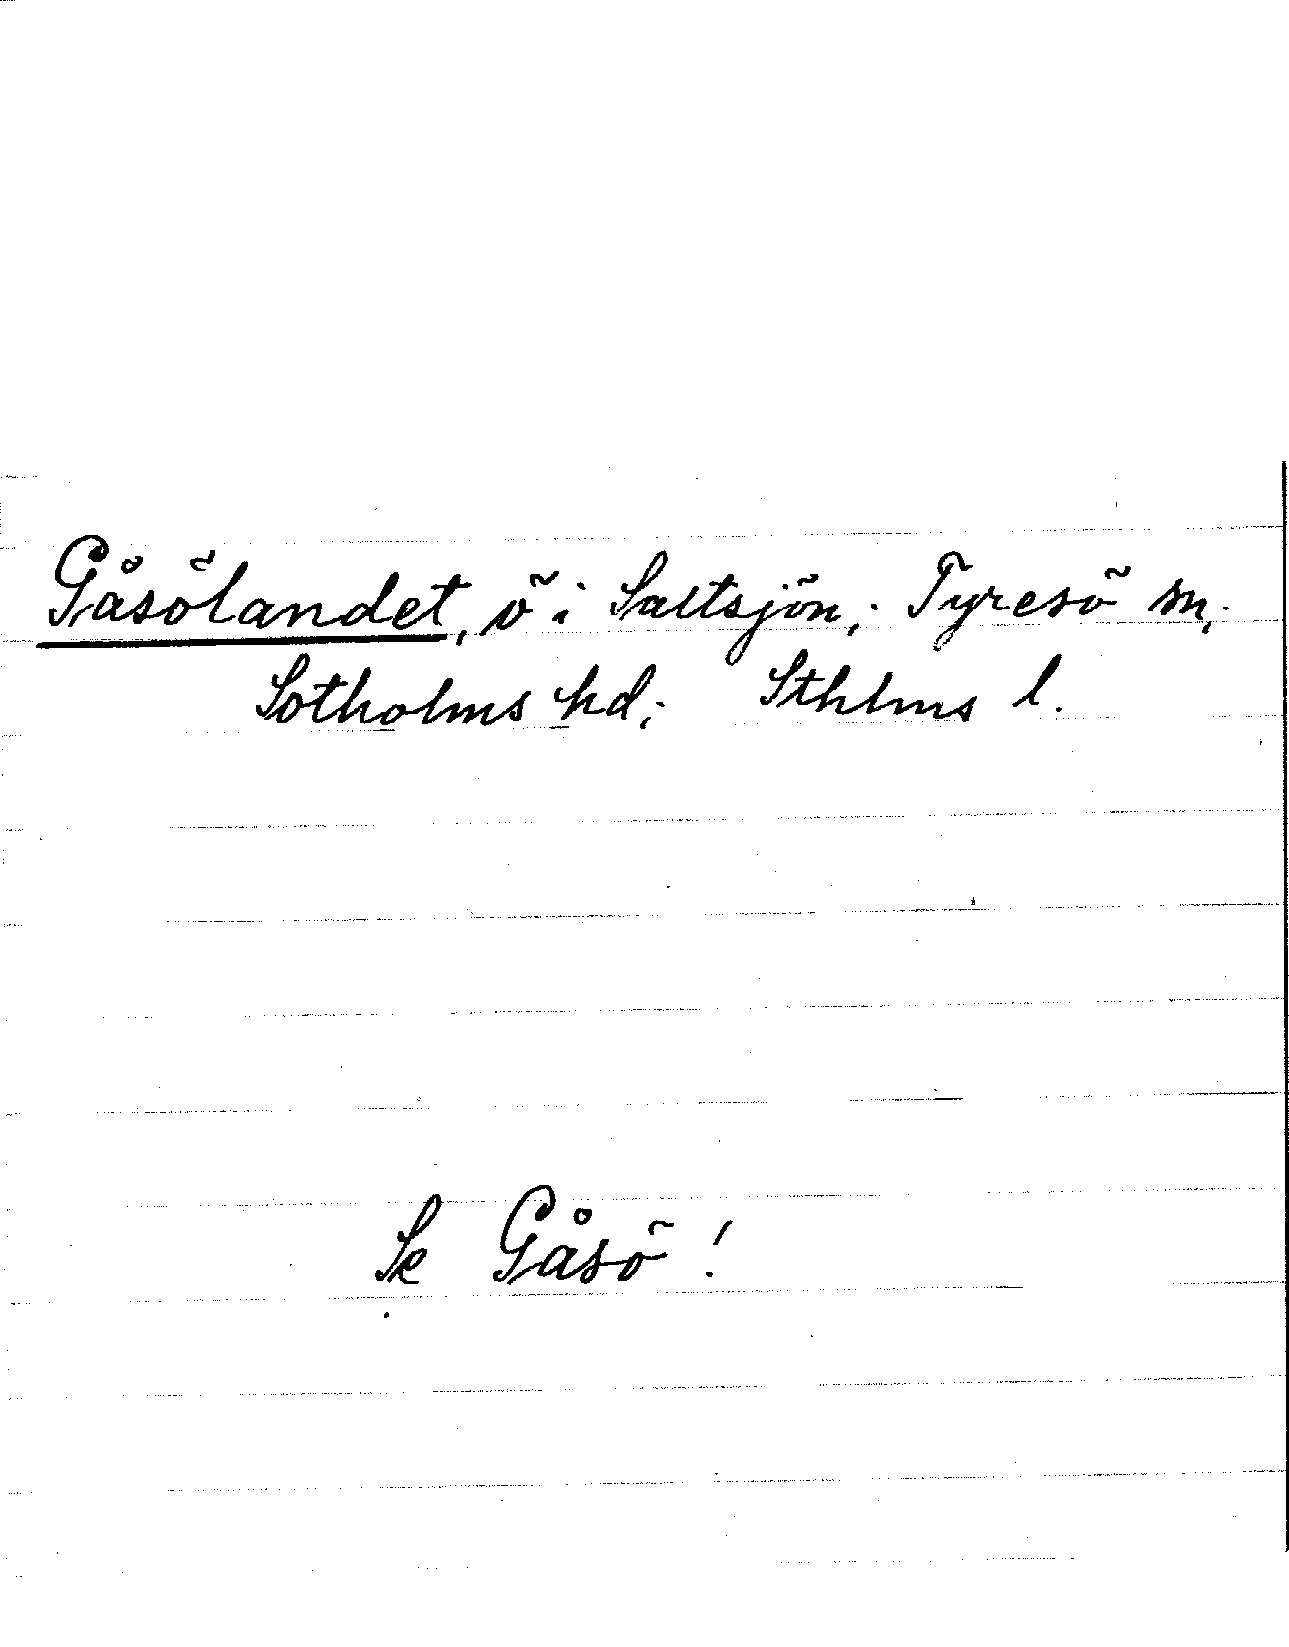 Gåsölandet, ö i Saltsjön; Tyresö sn,
Sotholms hd; Sthlms l.
Se Gåsö!